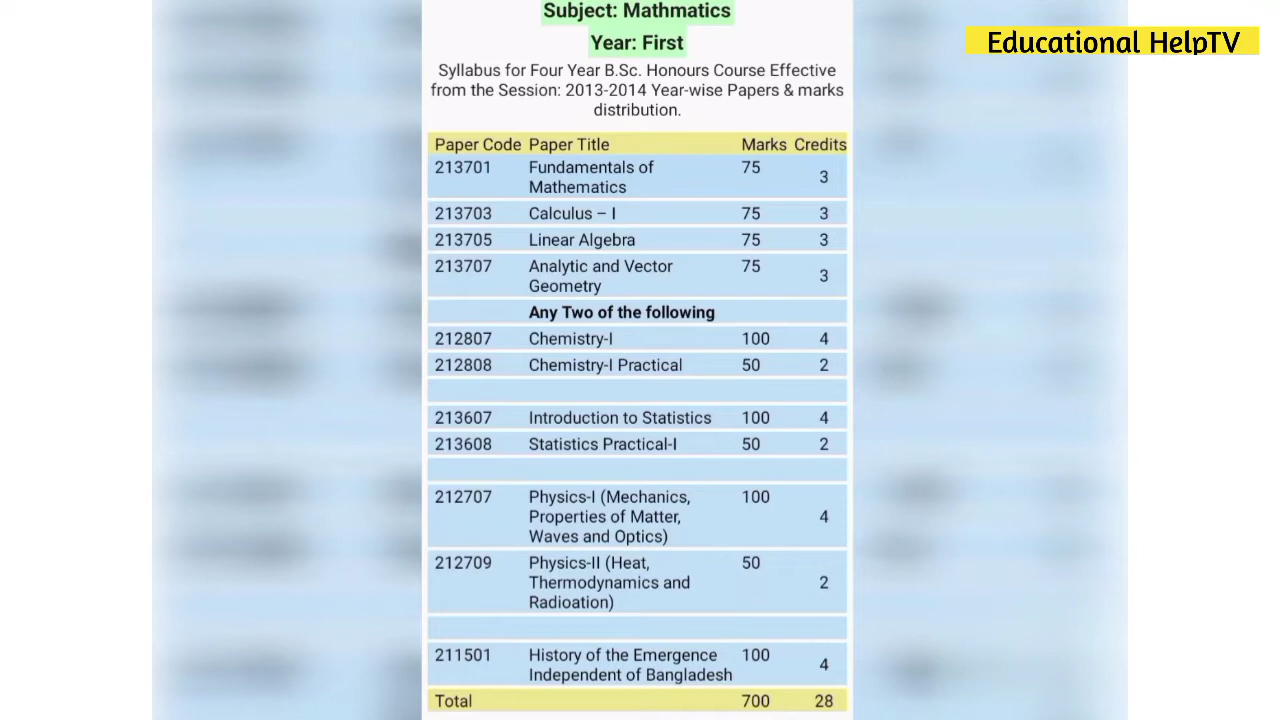 Subject: Mathmatics
Educational HelpTV
Year: First
Syllabus for Four Year B.Sc. Honours Course Effective
from the Session: 2013-2014 Year-wise Papers & marks
distribution.
Paper Code Paper Title Marks Credits
213701 Fundamentals of Mathematics 75 3
213703 Calculus – I 75 3
213705 Linear Algebra 75 3
213707 Analytic and Vector Geometry 75 3
Any Two of the following
212807 Chemistry-I 100 4
212808 Chemistry-I Practical 50 2
213607 Introduction to Statistics 100 4
213608 Statistics Practical-I 50 2
212707 Physics-I (Mechanics, Properties of Matter, Waves and Optics) 100 4
212709 Physics-II (Heat, Thermodynamics and Radioation) 50 2
211501 History of the Emergence Independent of Bangladesh 100 4
Total 700 28